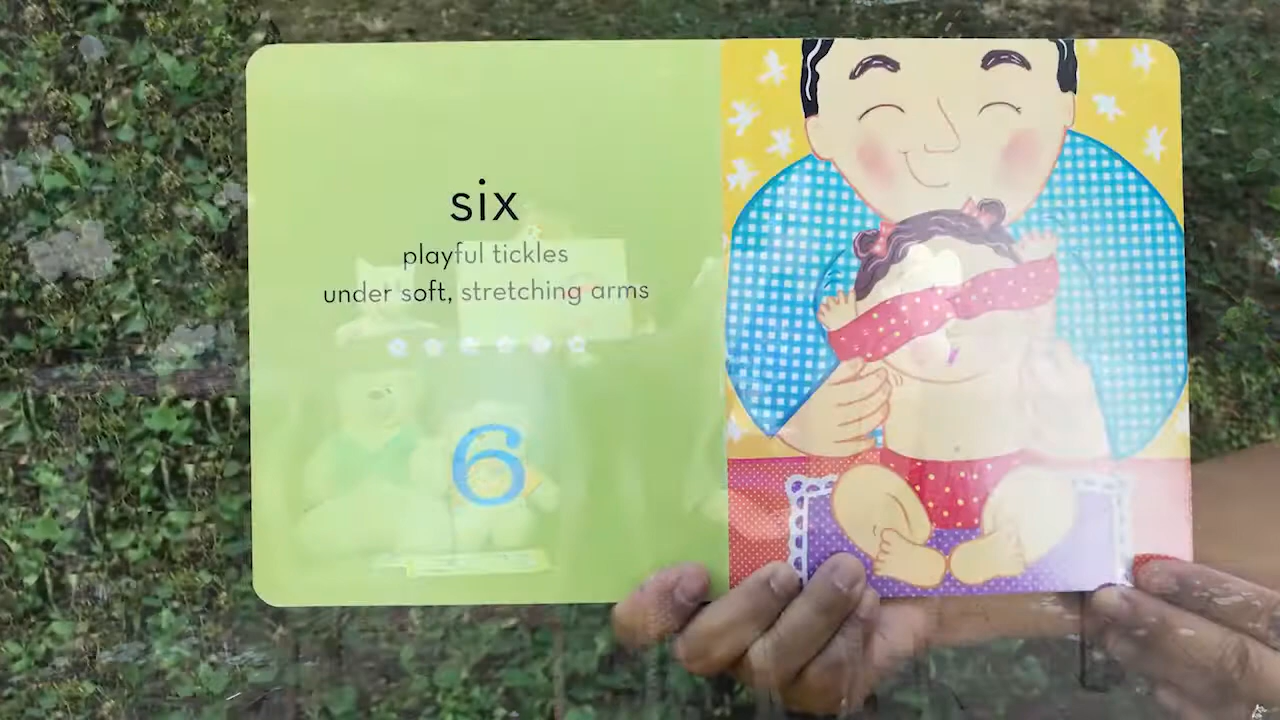 six
playful tickles
under soft, stretching arms
6